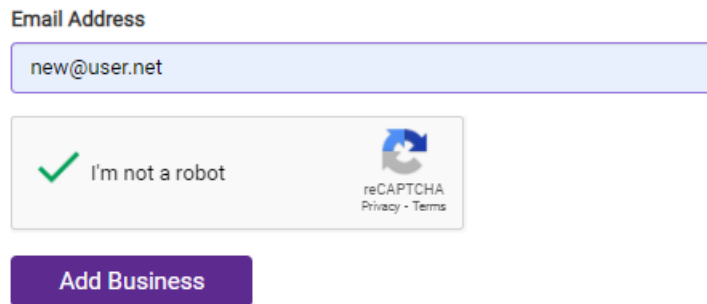 Email Address
new@user.net
I'm not a robot
reCAPTCHA
Privacy - Terms
Add Business